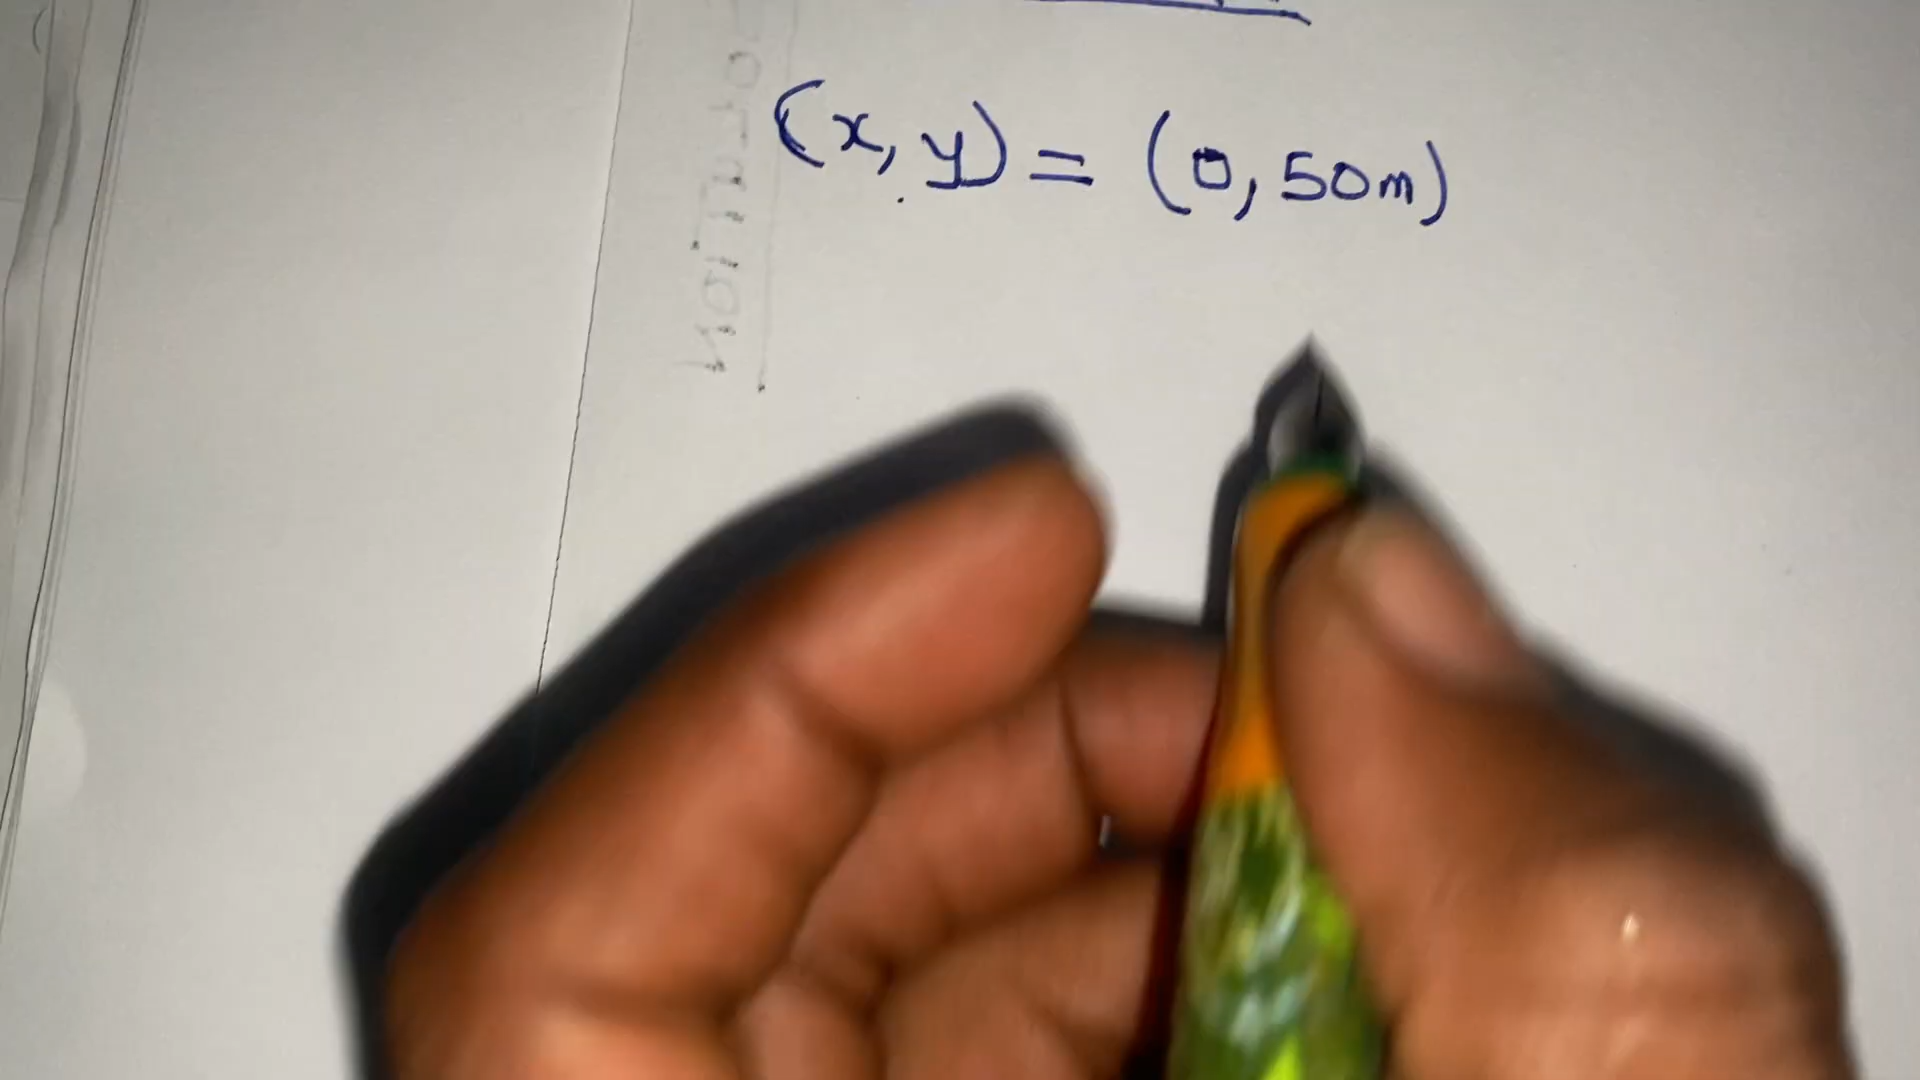 (x, y) = (0, 50m)